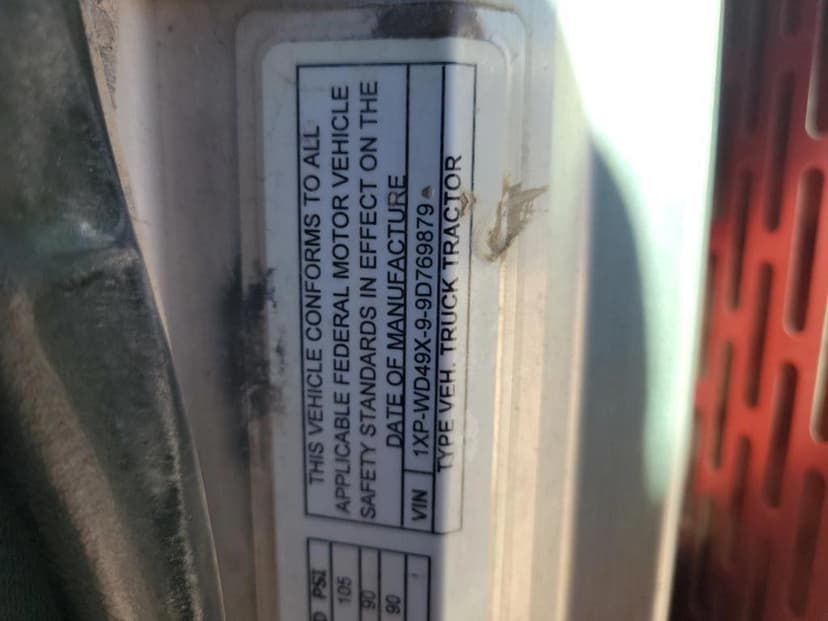 THIS VEHICLE CONFORMS TO ALL
APPLICABLE FEDERAL MOTOR VEHICLE
SAFETY STANDARDS IN EFFECT ON THE
DATE OF MANUFACTURE
VIN 1XP-WD49X-9-9D769879
TYPE VEH. TRUCK TRACTOR
PSI
105
90
90